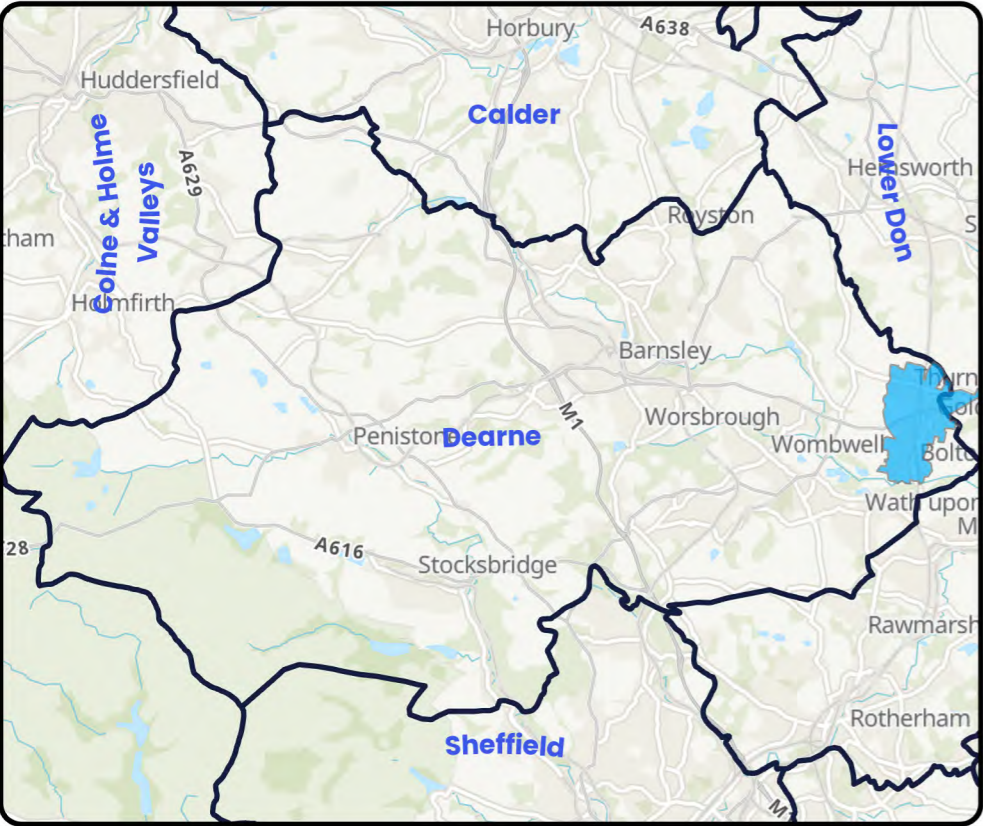 Horbury
A638
Huddersfield
Calder
Colne & Holme
Valleys
A629
Lower Don
Hemsworth
Royston
Holmfirth
Barnsley
M1
Worsbrough
Penistone
Dearne
Wombwell
A616
Stocksbridge
Rawmarsh
Rotherham
Sheffield